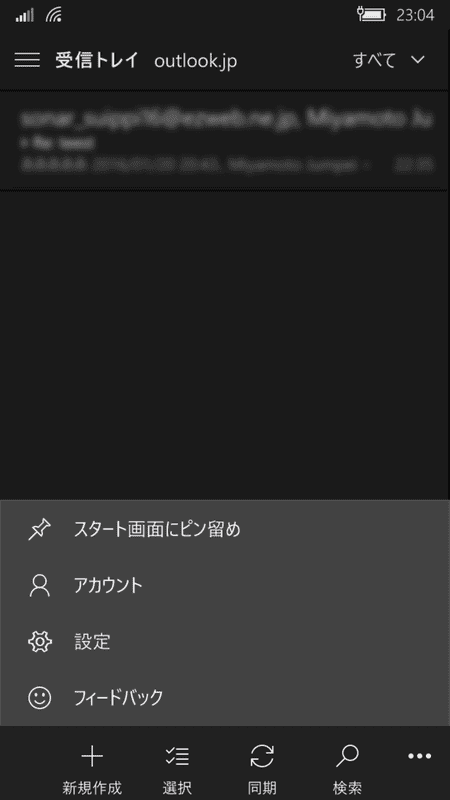 23:04
受信トレイ outlook.jp すべて
スタート画面にピン留め
アカウント
設定
フィードバック
新規作成 選択 同期 検索